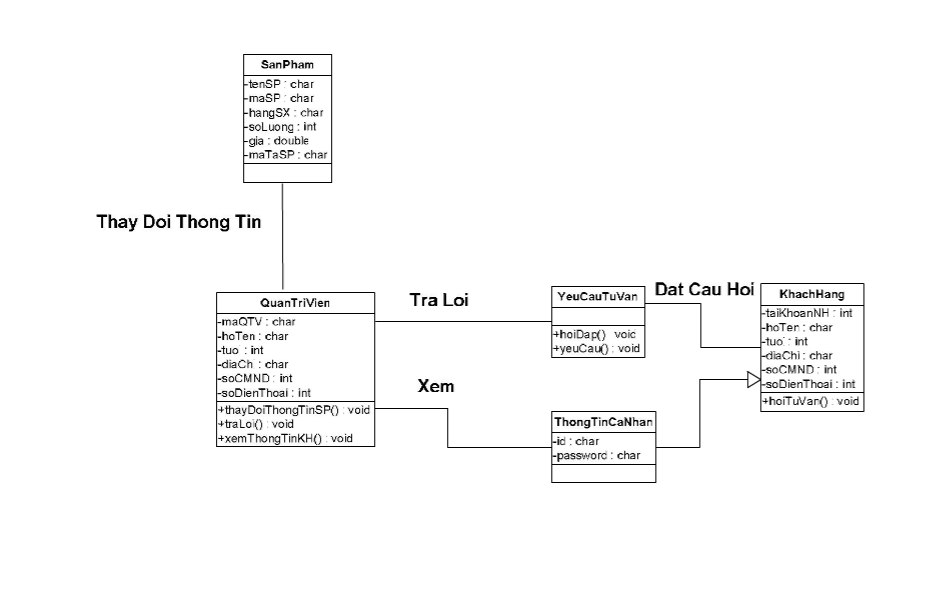 SanPham
-tenSP : char
-maSP : char
-hangSX : char
-soLuong : int
-gia : double
-maTaSP : char
Thay Doi Thong Tin
QuanTriVien
-maQTV : char
-hoTen : char
-tuoi : int
-diaChi : char
-soCMND : int
-soDienThoai : int
+thayDoiThongTinSP() : void
+traLoi() : void
+xemThongTinKH() : void
Tra Loi
Xem
YeuCauTuVan
+hoiDap() voic
+yeuCau() : void
ThongTinCaNhan
-id : char
-password : char
Dat Cau Hoi
KhachHang
-taiKhoanNH : int
-hoTen : char
-tuoi : int
-diaChi : char
-soCMND : int
-soDienThoai : int
+hoiTuVan() : void